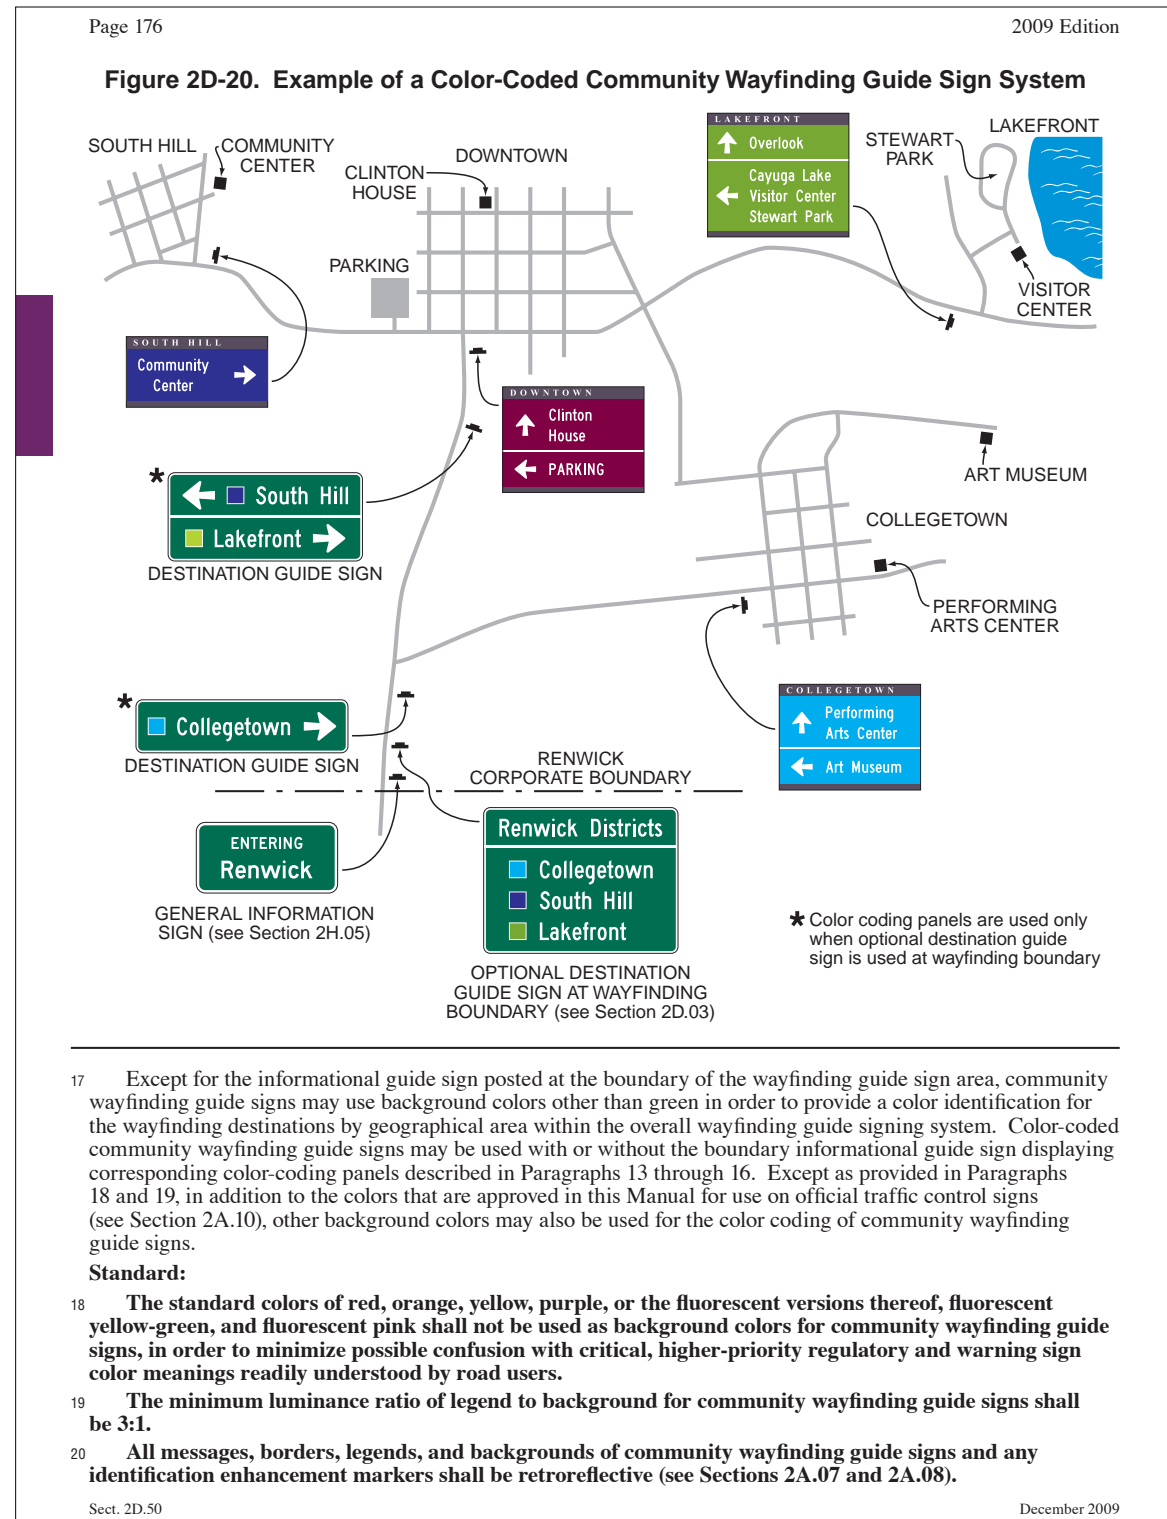 Page 176
2009 Edition
Figure 2D-20. Example of a Color-Coded Community Wayfinding Guide Sign System
SOUTH HILL
COMMUNITY
CENTER
CLINTON
HOUSE
DOWNTOWN
PARKING
LAKEFRONT
Overlook
Cayuga Lake
Visitor Center
Stewart Park
STEWART
PARK
LAKEFRONT
VISITOR
CENTER
SOUTH HILL
Community
Center
DOWNTOWN
Clinton
House
PARKING
ART MUSEUM
* South Hill
Lakefront
DESTINATION GUIDE SIGN
COLLEGETOWN
PERFORMING
ARTS CENTER
COLLEGETOWN
Performing
Arts Center
Art Museum
* Collegetown
DESTINATION GUIDE SIGN
RENWICK
CORPORATE BOUNDARY
ENTERING
Renwick
GENERAL INFORMATION
SIGN (see Section 2H.05)
Renwick Districts
Collegetown
South Hill
Lakefront
OPTIONAL DESTINATION
GUIDE SIGN AT WAYFINDING
BOUNDARY (see Section 2D.03)
* Color coding panels are used only
when optional destination guide
sign is used at wayfinding boundary
17 Except for the informational guide sign posted at the boundary of the wayfinding guide sign area, community
wayfinding guide signs may use background colors other than green in order to provide a color identification for
the wayfinding destinations by geographical area within the overall wayfinding guide signing system. Color-coded
community wayfinding guide signs may be used with or without the boundary informational guide sign displaying
corresponding color-coding panels described in Paragraphs 13 through 16. Except as provided in Paragraphs
18 and 19, in addition to the colors that are approved in this Manual for use on official traffic control signs
(see Section 2A.10), other background colors may also be used for the color coding of community wayfinding
guide signs.
Standard:
18 The standard colors of red, orange, yellow, purple, or the fluorescent versions thereof, fluorescent
yellow-green, and fluorescent pink shall not be used as background colors for community wayfinding guide
signs, in order to minimize possible confusion with critical, higher-priority regulatory and warning sign
color meanings readily understood by road users.
19 The minimum luminance ratio of legend to background for community wayfinding guide signs shall
be 3:1.
20 All messages, borders, legends, and backgrounds of community wayfinding guide signs and any
identification enhancement markers shall be retroreflective (see Sections 2A.07 and 2A.08).
Sect. 2D.50
December 2009